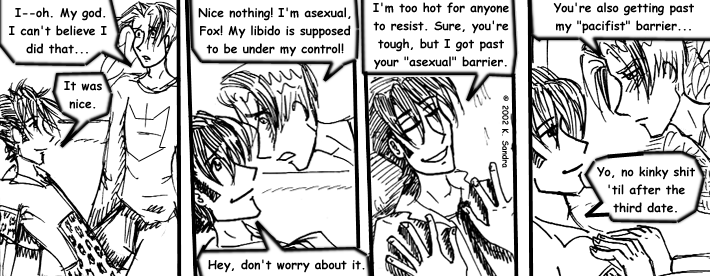 I--oh. My god.
I can't believe I
did that...
It was
nice.
Nice nothing! I'm asexual,
Fox! My libido is supposed
to be under my control!
Hey, don't worry about it.
I'm too hot for anyone
to resist. Sure, you're
tough, but I got past
your "asexual" barrier.
© 2002 K. Sandra
You're also getting past
my "pacifist" barrier...
Yo, no kinky shit
'til after the
third date.